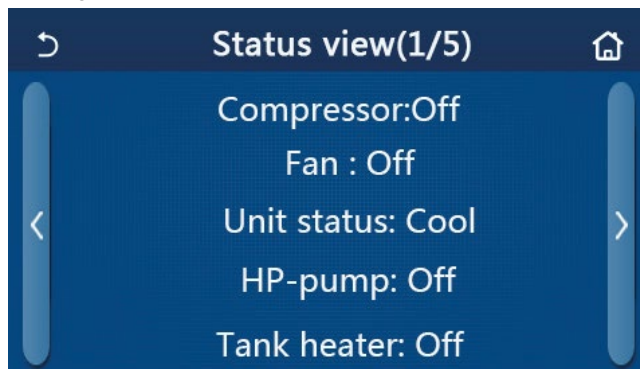 Status view(1/5)
Compressor:Off
Fan : Off
Unit status: Cool
HP-pump: Off
Tank heater: Off